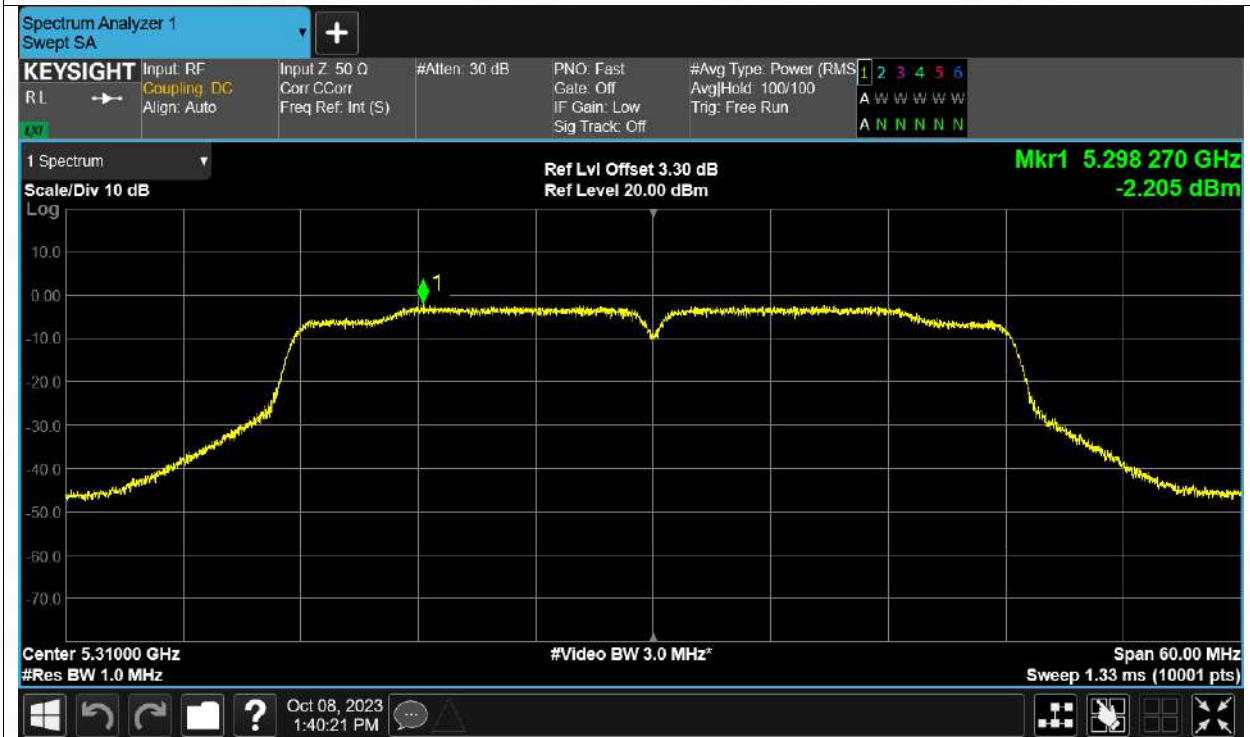 Spectrum Analyzer 1
Swept SA
+
KEYSIGHT
R L
LXI
Input: RF
Coupling: DC
Align: Auto
Input Z: 50 Ω
Corr CCorr
Freq Ref: Int (S)
#Atten: 30 dB
PNO: Fast
Gate: Off
IF Gain: Low
Sig Track: Off
#Avg Type: Power (RMS
Avg|Hold: 100/100
Trig: Free Run
1 2 3 4 5 6
A W W W W W
A N N N N N
1 Spectrum
Scale/Div 10 dB
Log
Ref Lvl Offset 3.30 dB
Ref Level 20.00 dBm
Mkr1 5.298 270 GHz
-2.205 dBm
10.0
0.00
-10.0
-20.0
-30.0
-40.0
-50.0
-60.0
-70.0
1
Center 5.31000 GHz
#Res BW 1.0 MHz
#Video BW 3.0 MHz*
Span 60.00 MHz
Sweep 1.33 ms (10001 pts)
?
Oct 08, 2023
1:40:21 PM